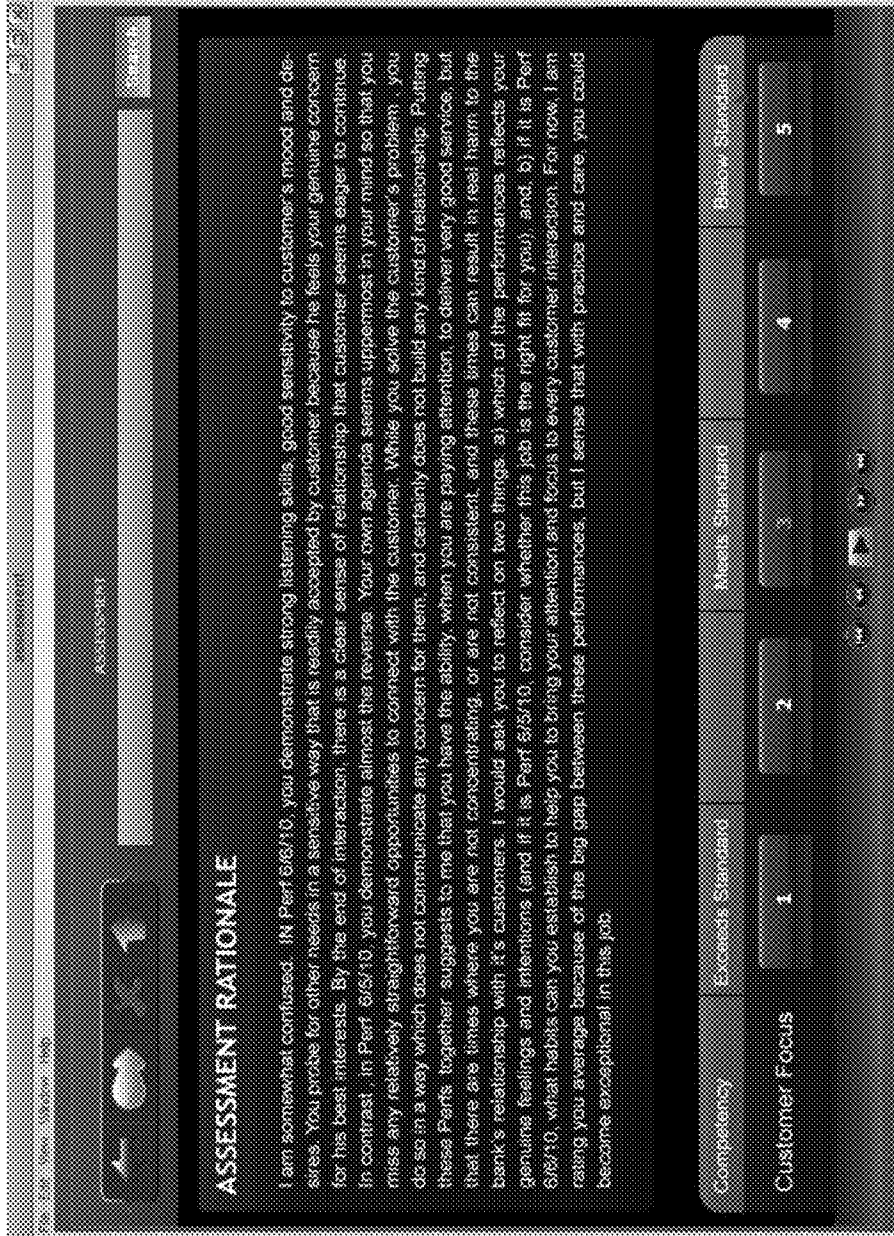 ASSESSMENT
Search
ASSESSMENT RATIONALE
I am somewhat confused. IN Perf 6/6/10, you demonstrate strong listening skills, good sensitivity to customer's mood and de-
sires. You probe for other needs in a sensitive way that is readily accepted by customer because he feels your genuine concern
for his best interests. By the end of interaction, there is a clear sense of relationship that customer seems eager to continue.
In contrast, in Perf 6/5/10, you demonstrate almost the reverse. Your own agenda seems uppermost in your mind so that you
miss any relatively straightforward opportunities to connect with the customer. While you solve the customer's problem, you
do so in a way which does not communicate any concern for them, and certainly does not build any kind of relationship. Putting
these Perfs together suggests to me that you have the ability, when you are paying attention, to deliver very good service, but
that there are times where you are not concentrating, or are not consistent, and these times can result in real harm to the
bank's relationship with it's customers. I would ask you to reflect on two things, a) which of the performances reflects your
genuine feelings and intentions (and if it is Perf 6/5/10, consider whether this job is the right fit for you), and, b) if it is Perf
6/6/10, what habits can you establish to help you to bring your attention and focus to every customer interaction. For now, I am
rating you average because of the big gap between these performances, but I sense that with practice and care, you could
become exceptional in this job.
Competency Exceeds Standard Meets Standard Below Standard
Customer Focus 1 2 3 4 5